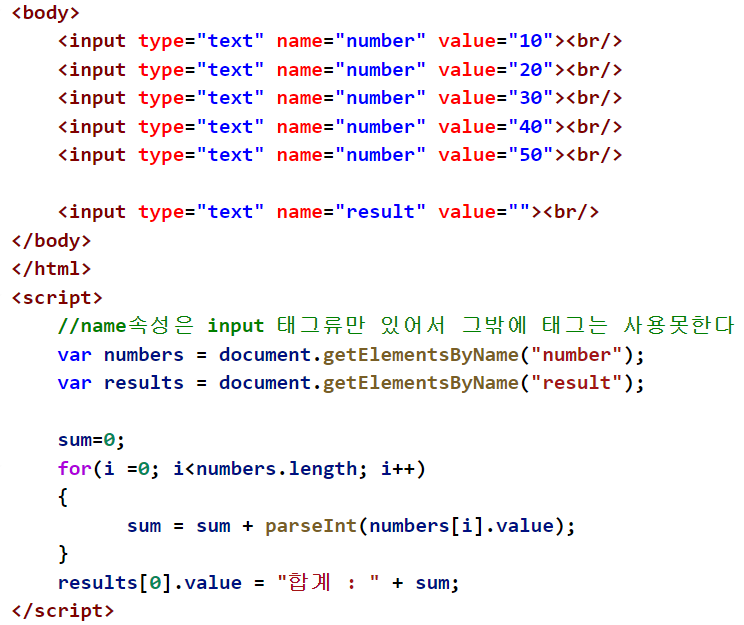 <body>
    <input type="text" name="number" value="10"><br/>
    <input type="text" name="number" value="20"><br/>
    <input type="text" name="number" value="30"><br/>
    <input type="text" name="number" value="40"><br/>
    <input type="text" name="number" value="50"><br/>

    <input type="text" name="result" value=""><br/>
</body>
</html>
<script>
    //name속성은 input 태그류만 있어서 그밖에 태그는 사용못한다
    var numbers = document.getElementsByName("number");
    var results = document.getElementsByName("result");

    sum=0;
    for(i =0; i<numbers.length; i++)
    {
          sum = sum + parseInt(numbers[i].value);
    }
    results[0].value = "합계 : " + sum;
</script>